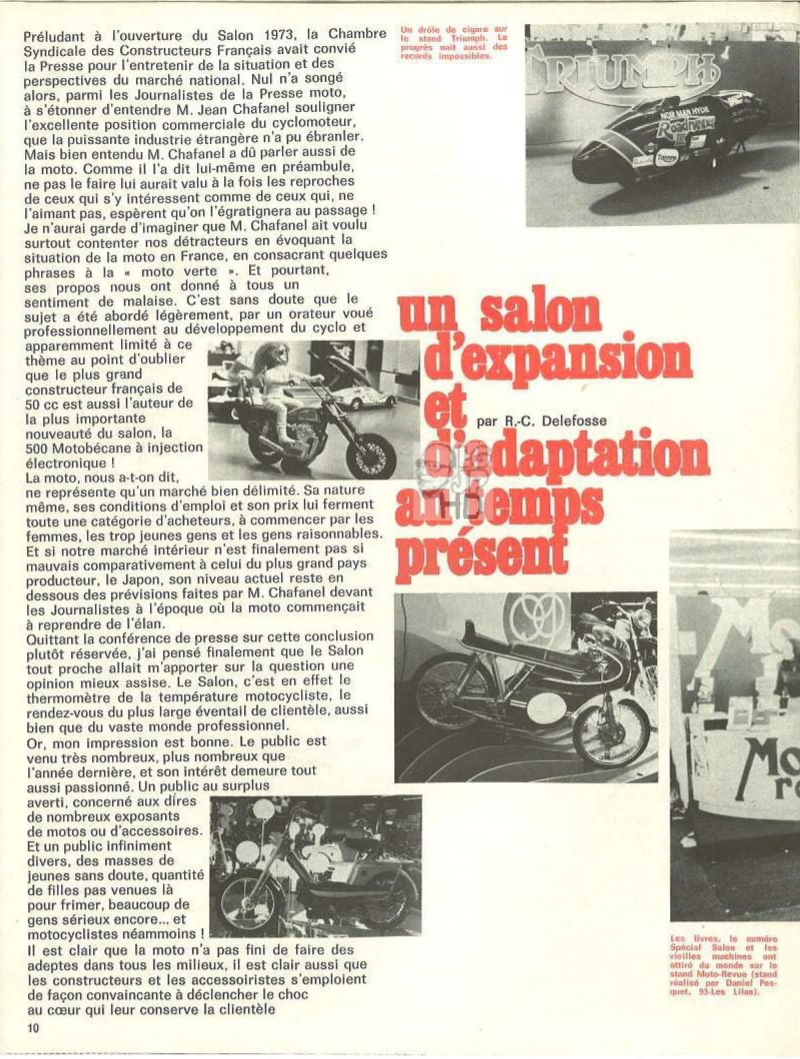 Préludant à l'ouverture du Salon 1973, la Chambre
Syndicale des Constructeurs Français avait convié
la Presse pour l'entretenir de la situation et des
perspectives du marché national. Nul n'a songé
alors, parmi les Journalistes de la Presse moto,
à s'étonner d'entendre M. Jean Chafanel souligner
l'excellente position commerciale du cyclomoteur,
que la puissante industrie étrangère n'a pu ébranler.
Mais bien entendu M. Chafanel a dû parler aussi de
la moto. Comme il l'a dit lui-même en préambule,
ne pas le faire lui aurait valu à la fois les reproches
de ceux qui s'y intéressent comme de ceux qui, ne
l'aimant pas, espèrent qu'on l'égratignera au passage !
Je n'aurai garde d'imaginer que M. Chafanel ait voulu
surtout contenter nos détracteurs en évoquant la
situation de la moto en France, en consacrant quelques
phrases à la « moto verte ». Et pourtant,
ses propos nous ont donné à tous un
sentiment de malaise. C'est sans doute que le
sujet a été abordé légèrement, par un orateur voué
professionnellement au développement du cyclo et
apparemment limité à ce
thème au point d'oublier
que le plus grand
constructeur français de
50 cc est aussi l'auteur de
la plus importante
nouveauté du salon, la
500 Motobécane à injection
électronique !
La moto, nous a-t-on dit,
ne représente qu'un marché bien délimité. Sa nature
même, ses conditions d'emploi et son prix lui ferment
toute une catégorie d'acheteurs, à commencer par les
femmes, les trop jeunes gens et les gens raisonnables.
Et si notre marché intérieur n'est finalement pas si
mauvais comparativement à celui du plus grand pays
producteur, le Japon, son niveau actuel reste en
dessous des prévisions faites par M. Chafanel devant
les Journalistes à l'époque où la moto commençait
à reprendre de l'élan.
Quittant la conférence de presse sur cette conclusion
plutôt réservée, j'ai pensé finalement que le Salon
tout proche allait m'apporter sur la question une
opinion mieux assise. Le Salon, c'est en effet le
thermomètre de la température motocycliste, le
rendez-vous du plus large éventail de clientèle, aussi
bien que du vaste monde professionnel.
Or, mon impression est bonne. Le public est
venu très nombreux, plus nombreux que
l'année dernière, et son intérêt demeure tout
aussi passionné. Un public au surplus
averti, concerné aux dires
de nombreux exposants
de motos ou d'accessoires.
Et un public infiniment
divers, des masses de
jeunes sans doute, quantité
de filles pas venues là
pour frimer, beaucoup de
gens sérieux encore... et
motocyclistes néammoins !
Il est clair que la moto n'a pas fini de faire des
adeptes dans tous les milieux, il est clair aussi que
les constructeurs et les accessoiristes s'emploient
de façon convaincante à déclencher le choc
au cœur qui leur conserve la clientèle
10
Un drôle de cigare sur
le stand Triumph. Le
progrès naît aussi des
records impossibles.
TRIUMPH
NORMAN HYDE
Roadrunner
III
un salon
d'expansion
et
par R.-C. Delefosse
d'adaptation
au temps
présent
Mo
Mo
re
Les livres, le numéro
Spécial Salon et les
vieilles machines ont
attiré du monde sur le
stand Moto-Revue (stand
réalisé par Daniel Pes-
quet, 93-Les Lilas).